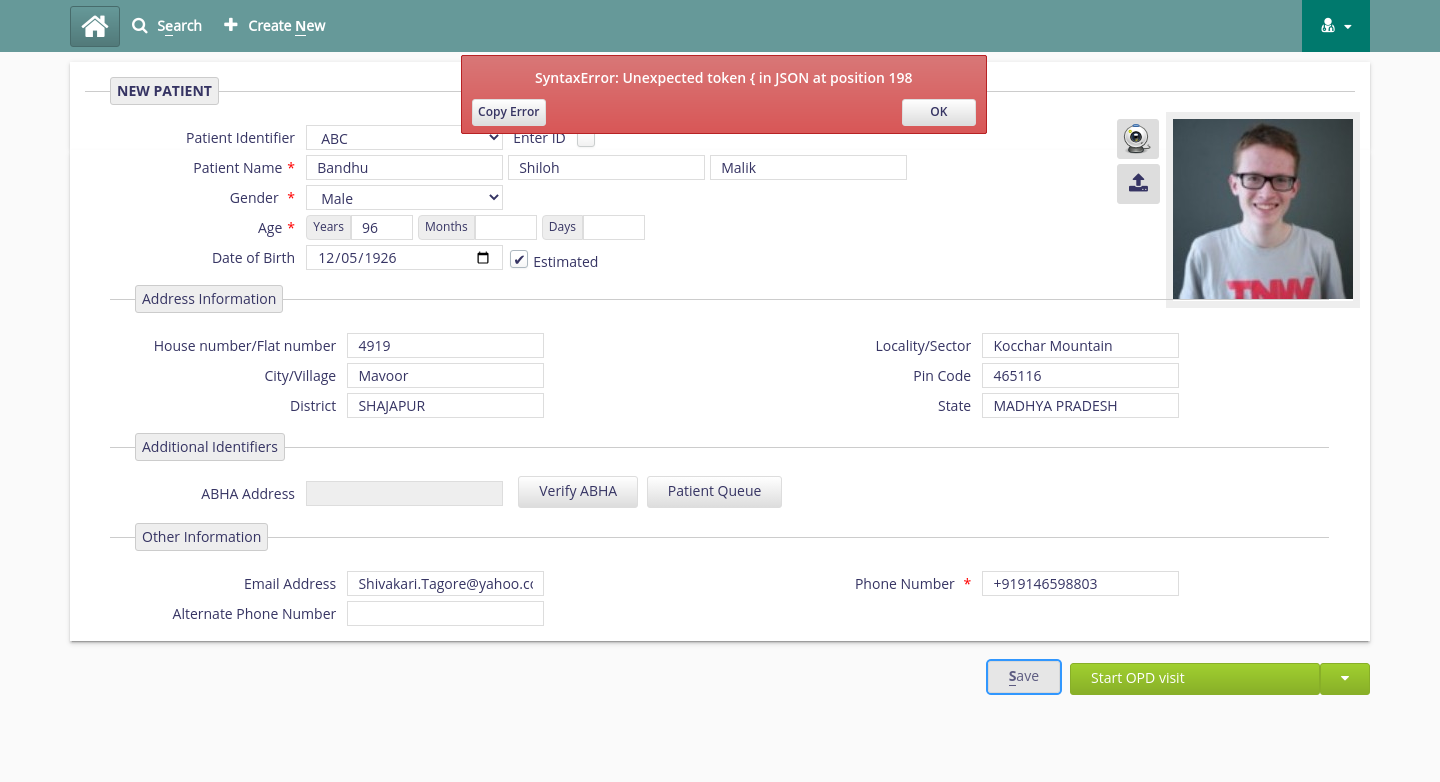 Search Create New
SyntaxError: Unexpected token { in JSON at position 198
Copy Error OK
NEW PATIENT
Patient Identifier ABC Enter ID
Patient Name * Bandhu Shiloh Malik
Gender * Male
Age * Years 96 Months Days
Date of Birth 12/05/1926 ✔ Estimated
TNW
Address Information
House number/Flat number 4919 Locality/Sector Kocchar Mountain
City/Village Mavoor Pin Code 465116
District SHAJAPUR State MADHYA PRADESH
Additional Identifiers
ABHA Address Verify ABHA Patient Queue
Other Information
Email Address Shivakari.Tagore@yahoo.co Phone Number * +919146598803
Alternate Phone Number
Save Start OPD visit